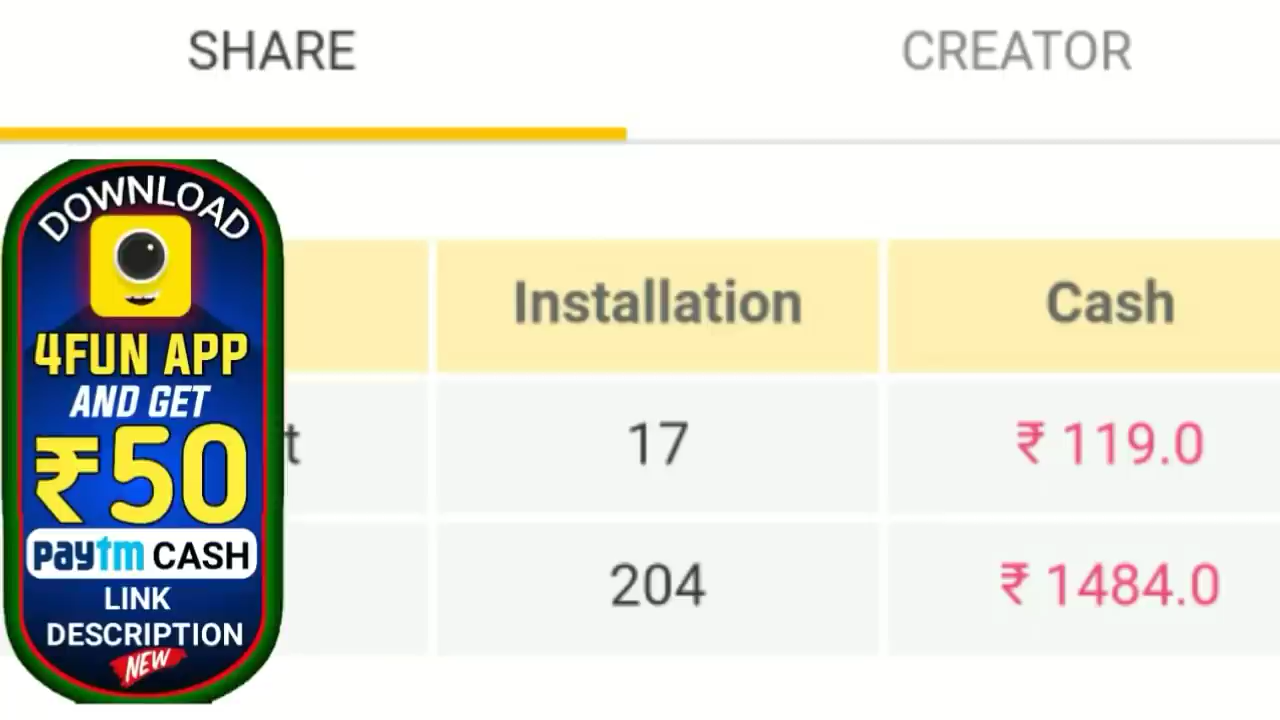 SHARE
CREATOR
DOWNLOAD
4FUN APP
AND GET
₹50
paytm CASH
LINK
DESCRIPTION
NEW
Installation
Cash
t
17
₹ 119.0
204
₹ 1484.0